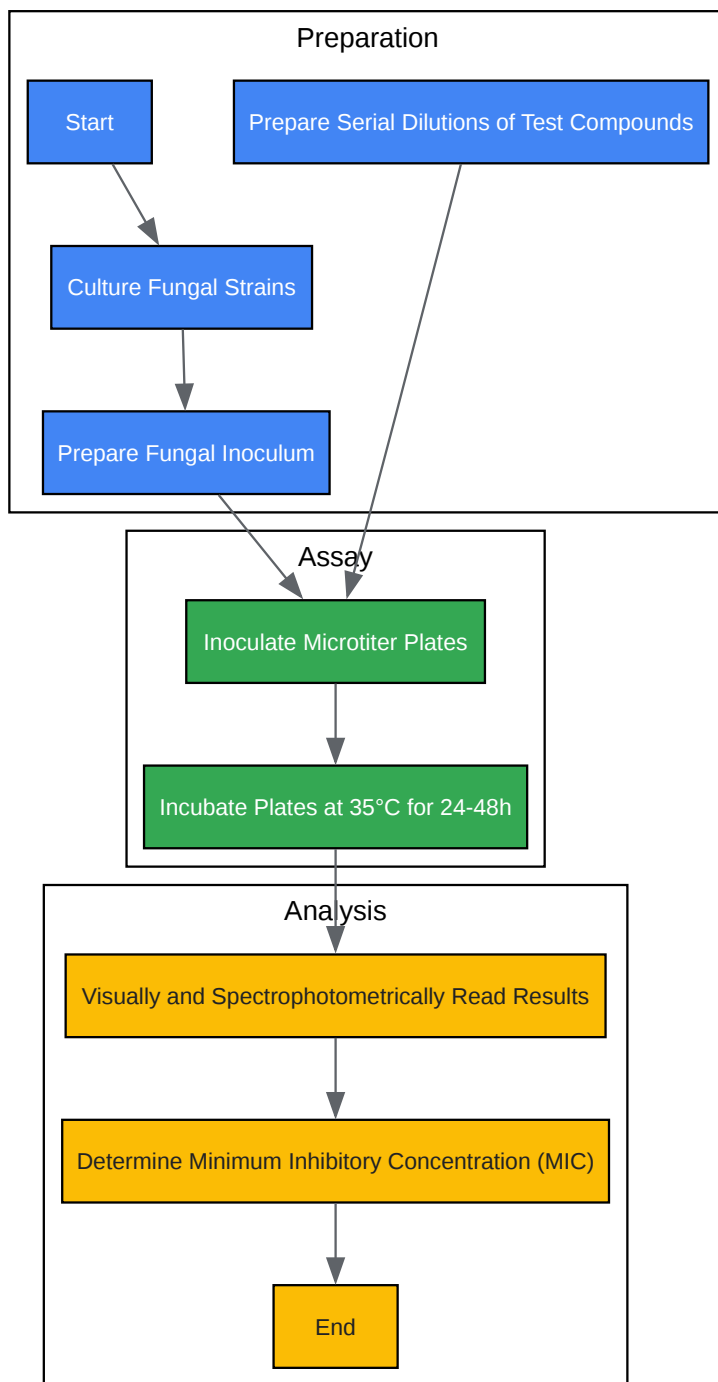 Preparation
Start
Prepare Serial Dilutions of Test Compounds
Culture Fungal Strains
Prepare Fungal Inoculum
Assay
Inoculate Microtiter Plates
Incubate Plates at 35°C for 24-48h
Analysis
Visually and Spectrophotometrically Read Results
Determine Minimum Inhibitory Concentration (MIC)
End